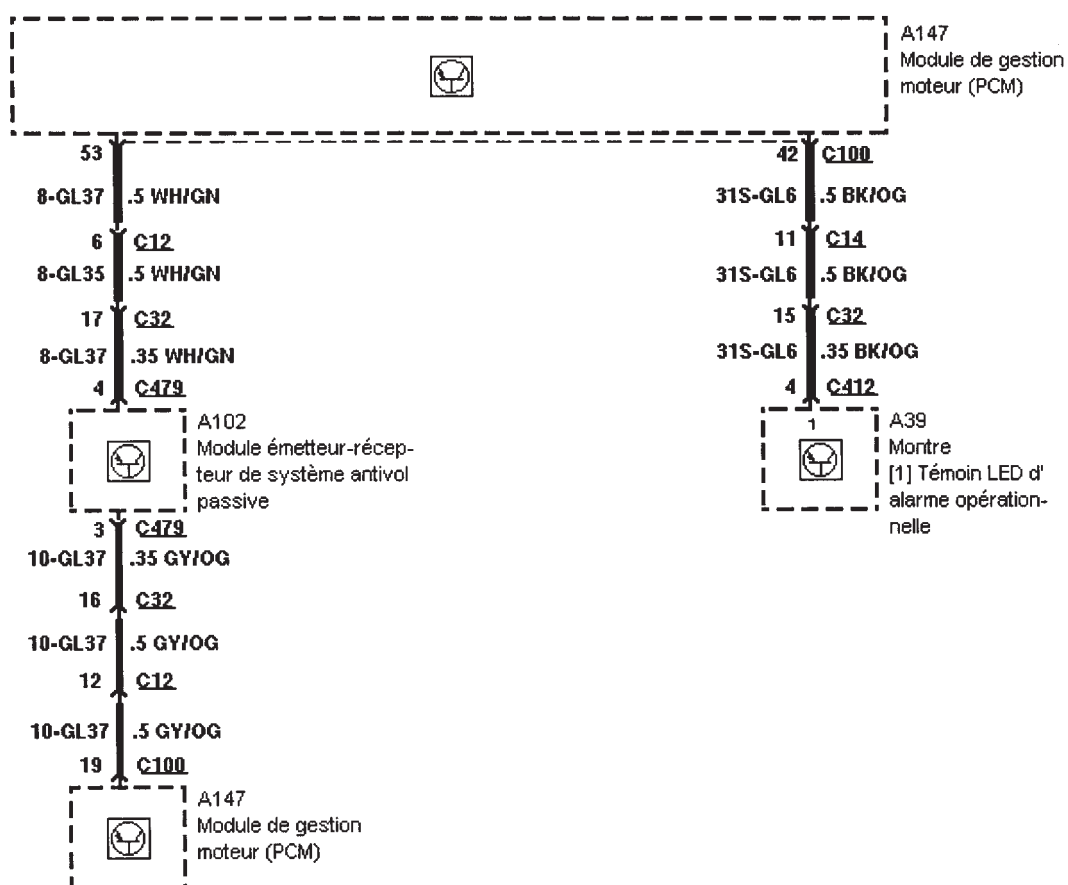 A147
Module de gestion
moteur (PCM)
53
42 C100
8-GL37 .5 WH/GN
31S-GL6 .5 BK/OG
6 C12
11 C14
8-GL35 .5 WH/GN
31S-GL6 .5 BK/OG
17 C32
15 C32
8-GL37 .35 WH/GN
31S-GL6 .35 BK/OG
4 C479
4 C412
A102
Module émetteur-récep-
teur de système antivol
passive
1
A39
Montre
[1] Témoin LED d'
alarme opération-
nelle
3 C479
10-GL37 .35 GY/OG
16 C32
10-GL37 .5 GY/OG
12 C12
10-GL37 .5 GY/OG
19 C100
A147
Module de gestion
moteur (PCM)